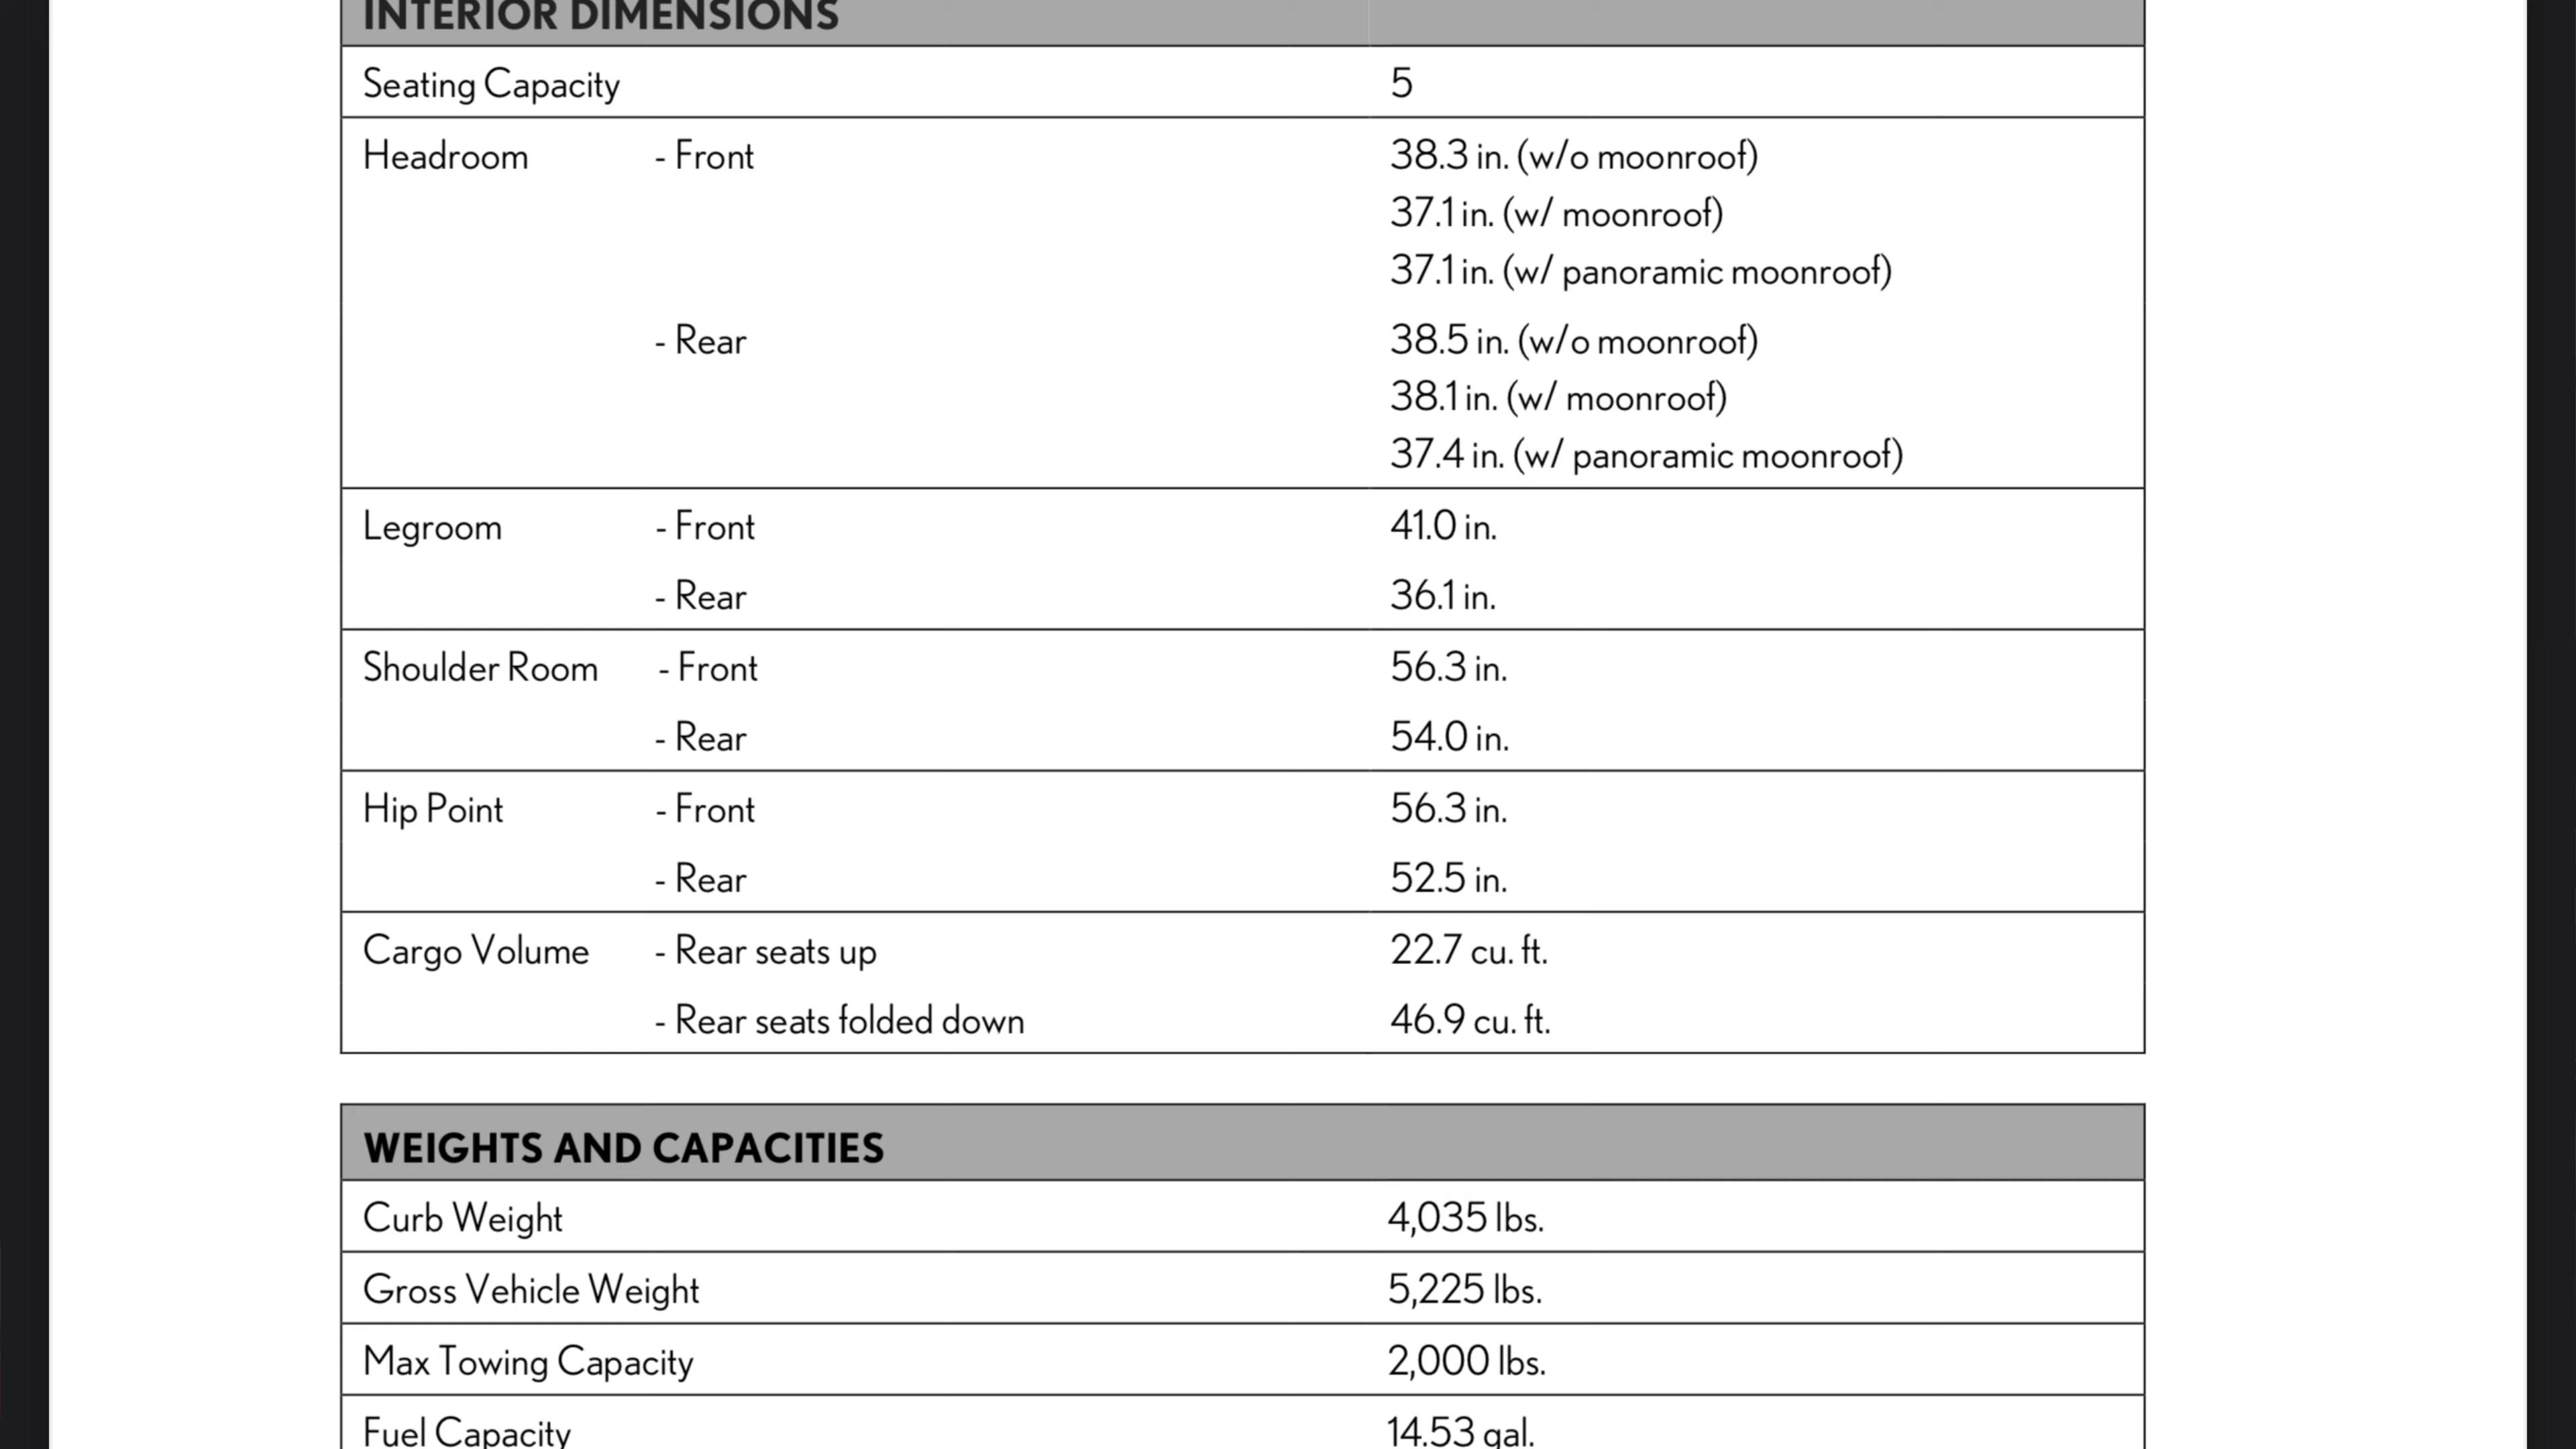 INTERIOR DIMENSIONS
Seating Capacity 5
Headroom - Front 38.3 in. (w/o moonroof)
37.1 in. (w/ moonroof)
37.1 in. (w/ panoramic moonroof)
- Rear 38.5 in. (w/o moonroof)
38.1 in. (w/ moonroof)
37.4 in. (w/ panoramic moonroof)
Legroom - Front 41.0 in.
- Rear 36.1 in.
Shoulder Room - Front 56.3 in.
- Rear 54.0 in.
Hip Point - Front 56.3 in.
- Rear 52.5 in.
Cargo Volume - Rear seats up 22.7 cu. ft.
- Rear seats folded down 46.9 cu. ft.
WEIGHTS AND CAPACITIES
Curb Weight 4,035 lbs.
Gross Vehicle Weight 5,225 lbs.
Max Towing Capacity 2,000 lbs.
Fuel Capacity 14.53 gal.